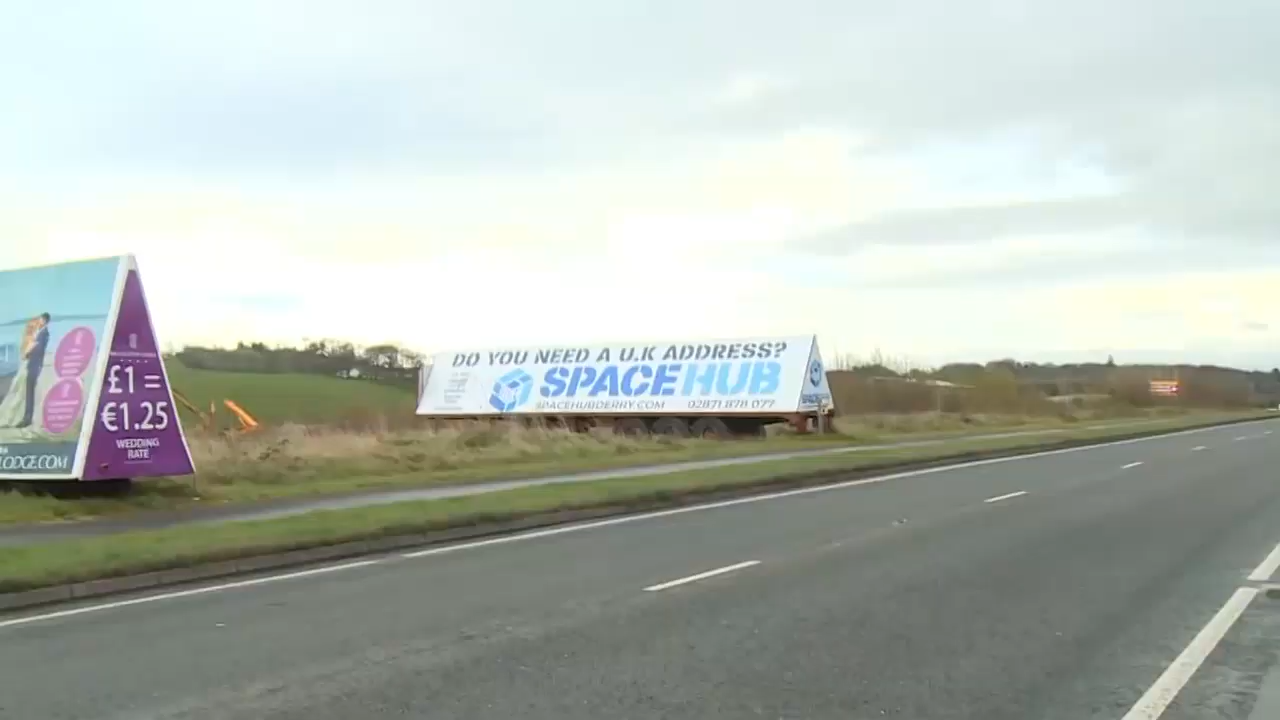 £1 =
€1.25
WEDDING
RATE
LODGE.COM
DO YOU NEED A U.K ADDRESS?
SPACEHUB
SPACEHUBDERRY.COM 02871 878 077